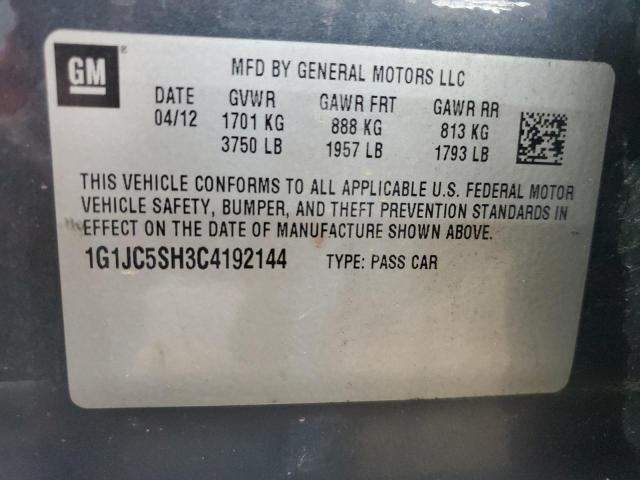 GM
®
MFD BY GENERAL MOTORS LLC
DATE GVWR GAWR FRT GAWR RR
04/12 1701 KG 888 KG 813 KG
3750 LB 1957 LB 1793 LB
THIS VEHICLE CONFORMS TO ALL APPLICABLE U.S. FEDERAL MOTOR
VEHICLE SAFETY, BUMPER, AND THEFT PREVENTION STANDARDS IN
EFFECT ON THE DATE OF MANUFACTURE SHOWN ABOVE.
1G1JC5SH3C4192144 TYPE: PASS CAR